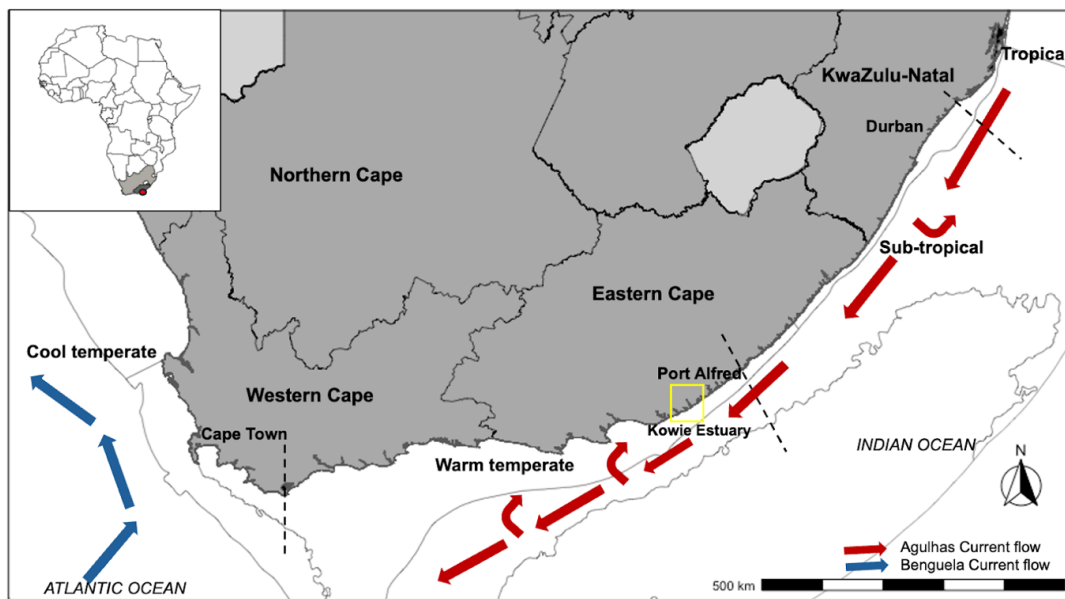 Tropica
KwaZulu-Natal
Durban
Northern Cape
Sub-tropical
Eastern Cape
Cool temperate
Port Alfred
Western Cape
Kowie Estuary
Cape Town
INDIAN OCEAN
N
Warm temperate
Agulhas Current flow
Benguela Current flow
ATLANTIC OCEAN
500 km